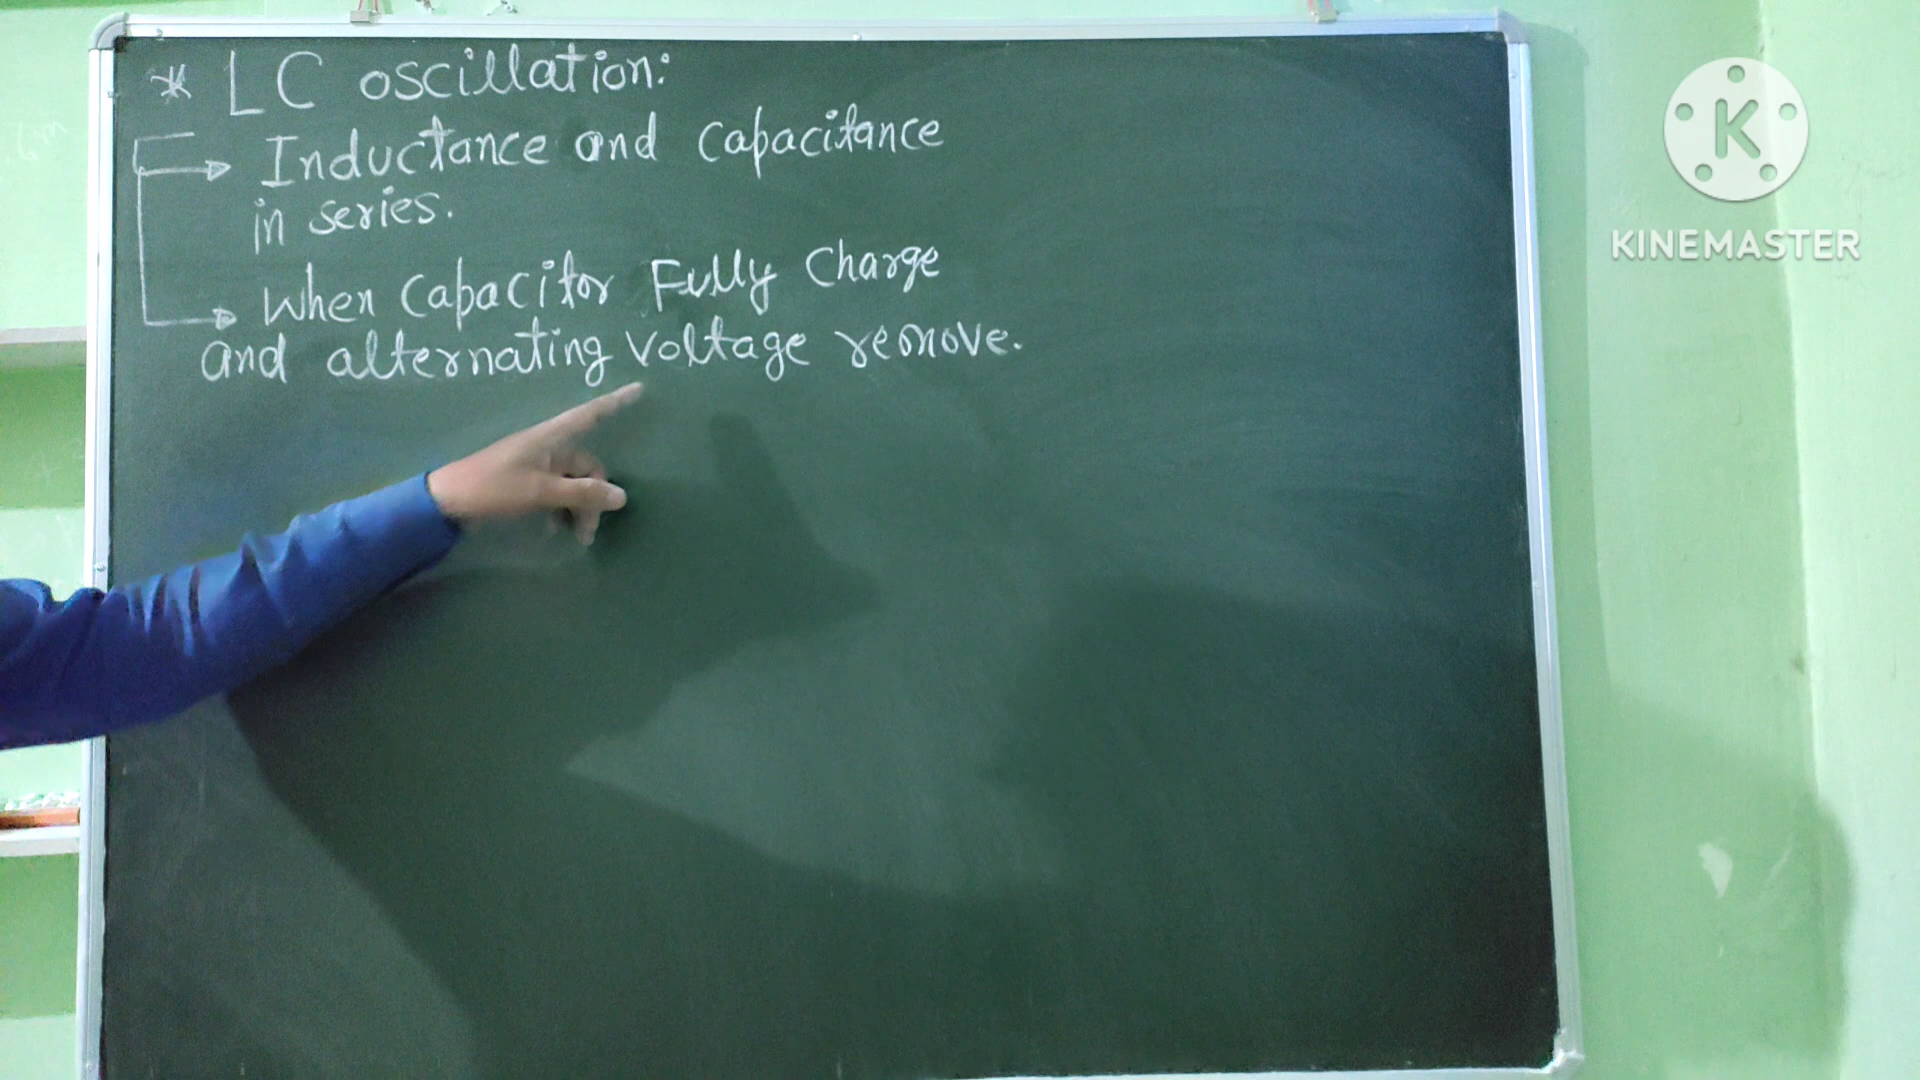 * LC oscillation:
Inductance and capacitance
in series.
When capacitor Fully Charge
and alternating voltage remove.
K
KINEMASTER